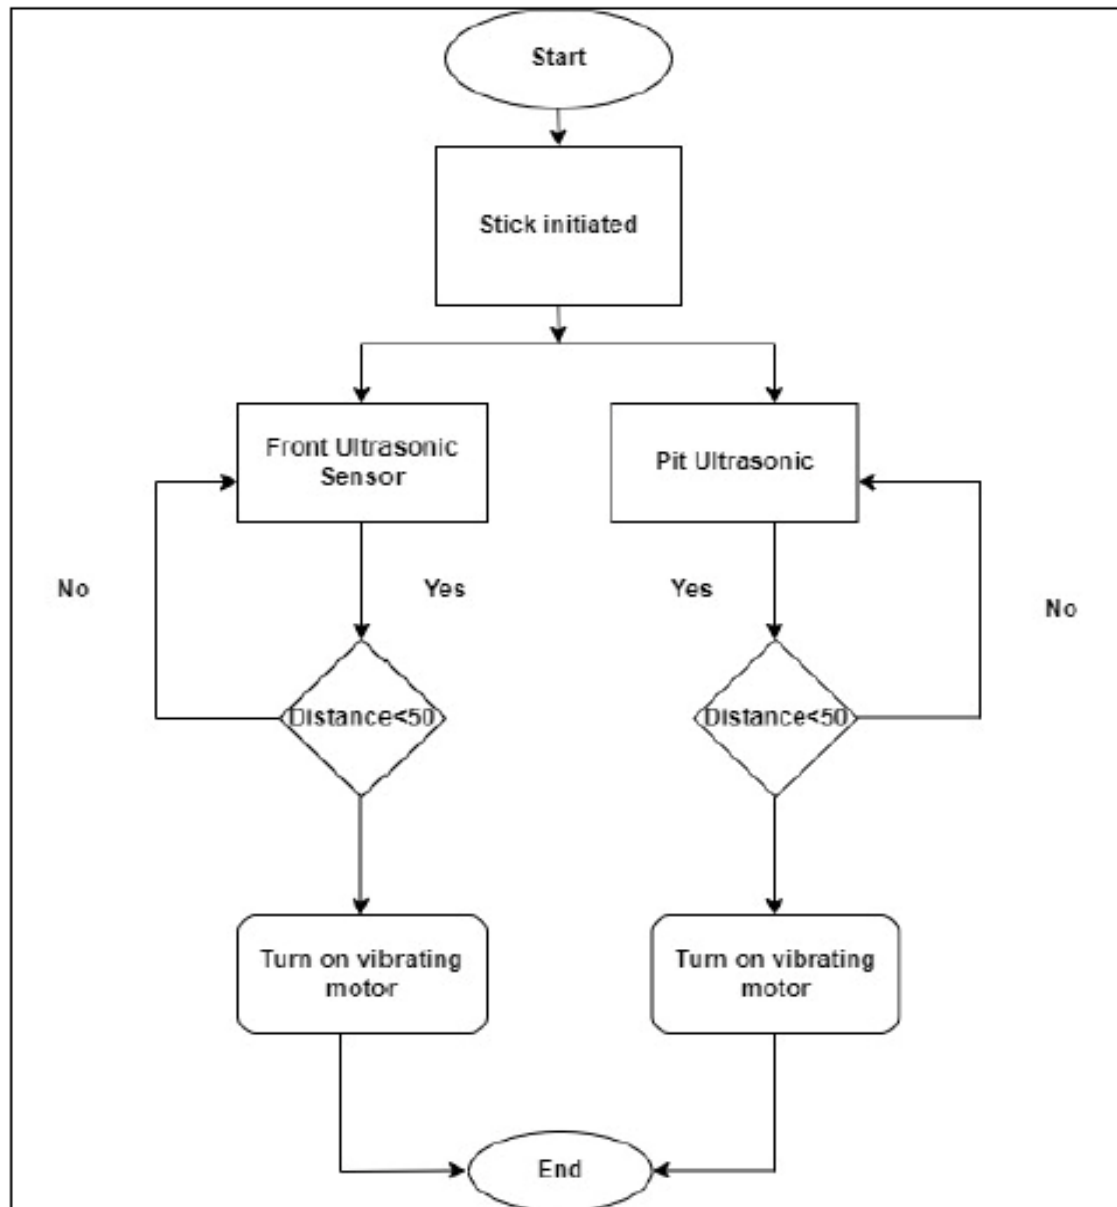 Start
Stick initiated
Front Ultrasonic
Sensor
Pit Ultrasonic
No
Yes
Yes
No
Distance<50
Distance<50
Turn on vibrating
motor
Turn on vibrating
motor
End